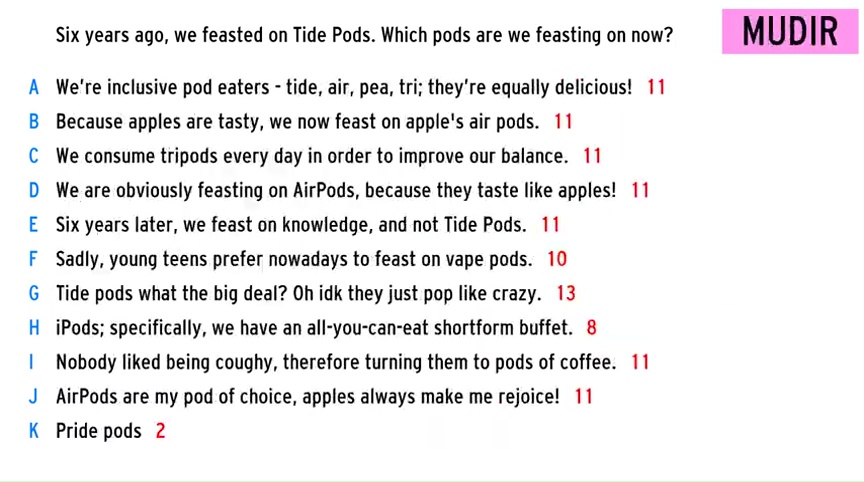 Six years ago, we feasted on Tide Pods. Which pods are we feasting on now?
MUDIR
A We're inclusive pod eaters - tide, air, pea, tri; they're equally delicious! 11
B Because apples are tasty, we now feast on apple's air pods. 11
C We consume tripods every day in order to improve our balance. 11
D We are obviously feasting on AirPods, because they taste like apples! 11
E Six years later, we feast on knowledge, and not Tide Pods. 11
F Sadly, young teens prefer nowadays to feast on vape pods. 10
G Tide pods what the big deal? Oh idk they just pop like crazy. 13
H iPods; specifically, we have an all-you-can-eat shortform buffet. 8
I Nobody liked being coughy, therefore turning them to pods of coffee. 11
J AirPods are my pod of choice, apples always make me rejoice! 11
K Pride pods 2